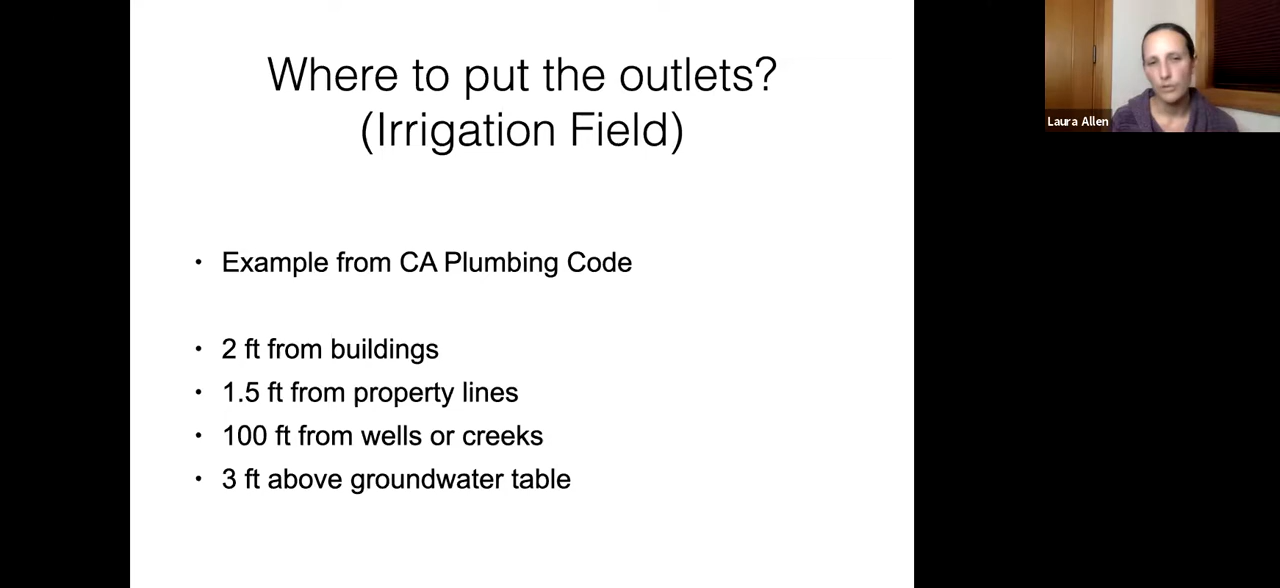 Where to put the outlets?
(Irrigation Field)
Laura Allen
• Example from CA Plumbing Code
• 2 ft from buildings
• 1.5 ft from property lines
• 100 ft from wells or creeks
• 3 ft above groundwater table